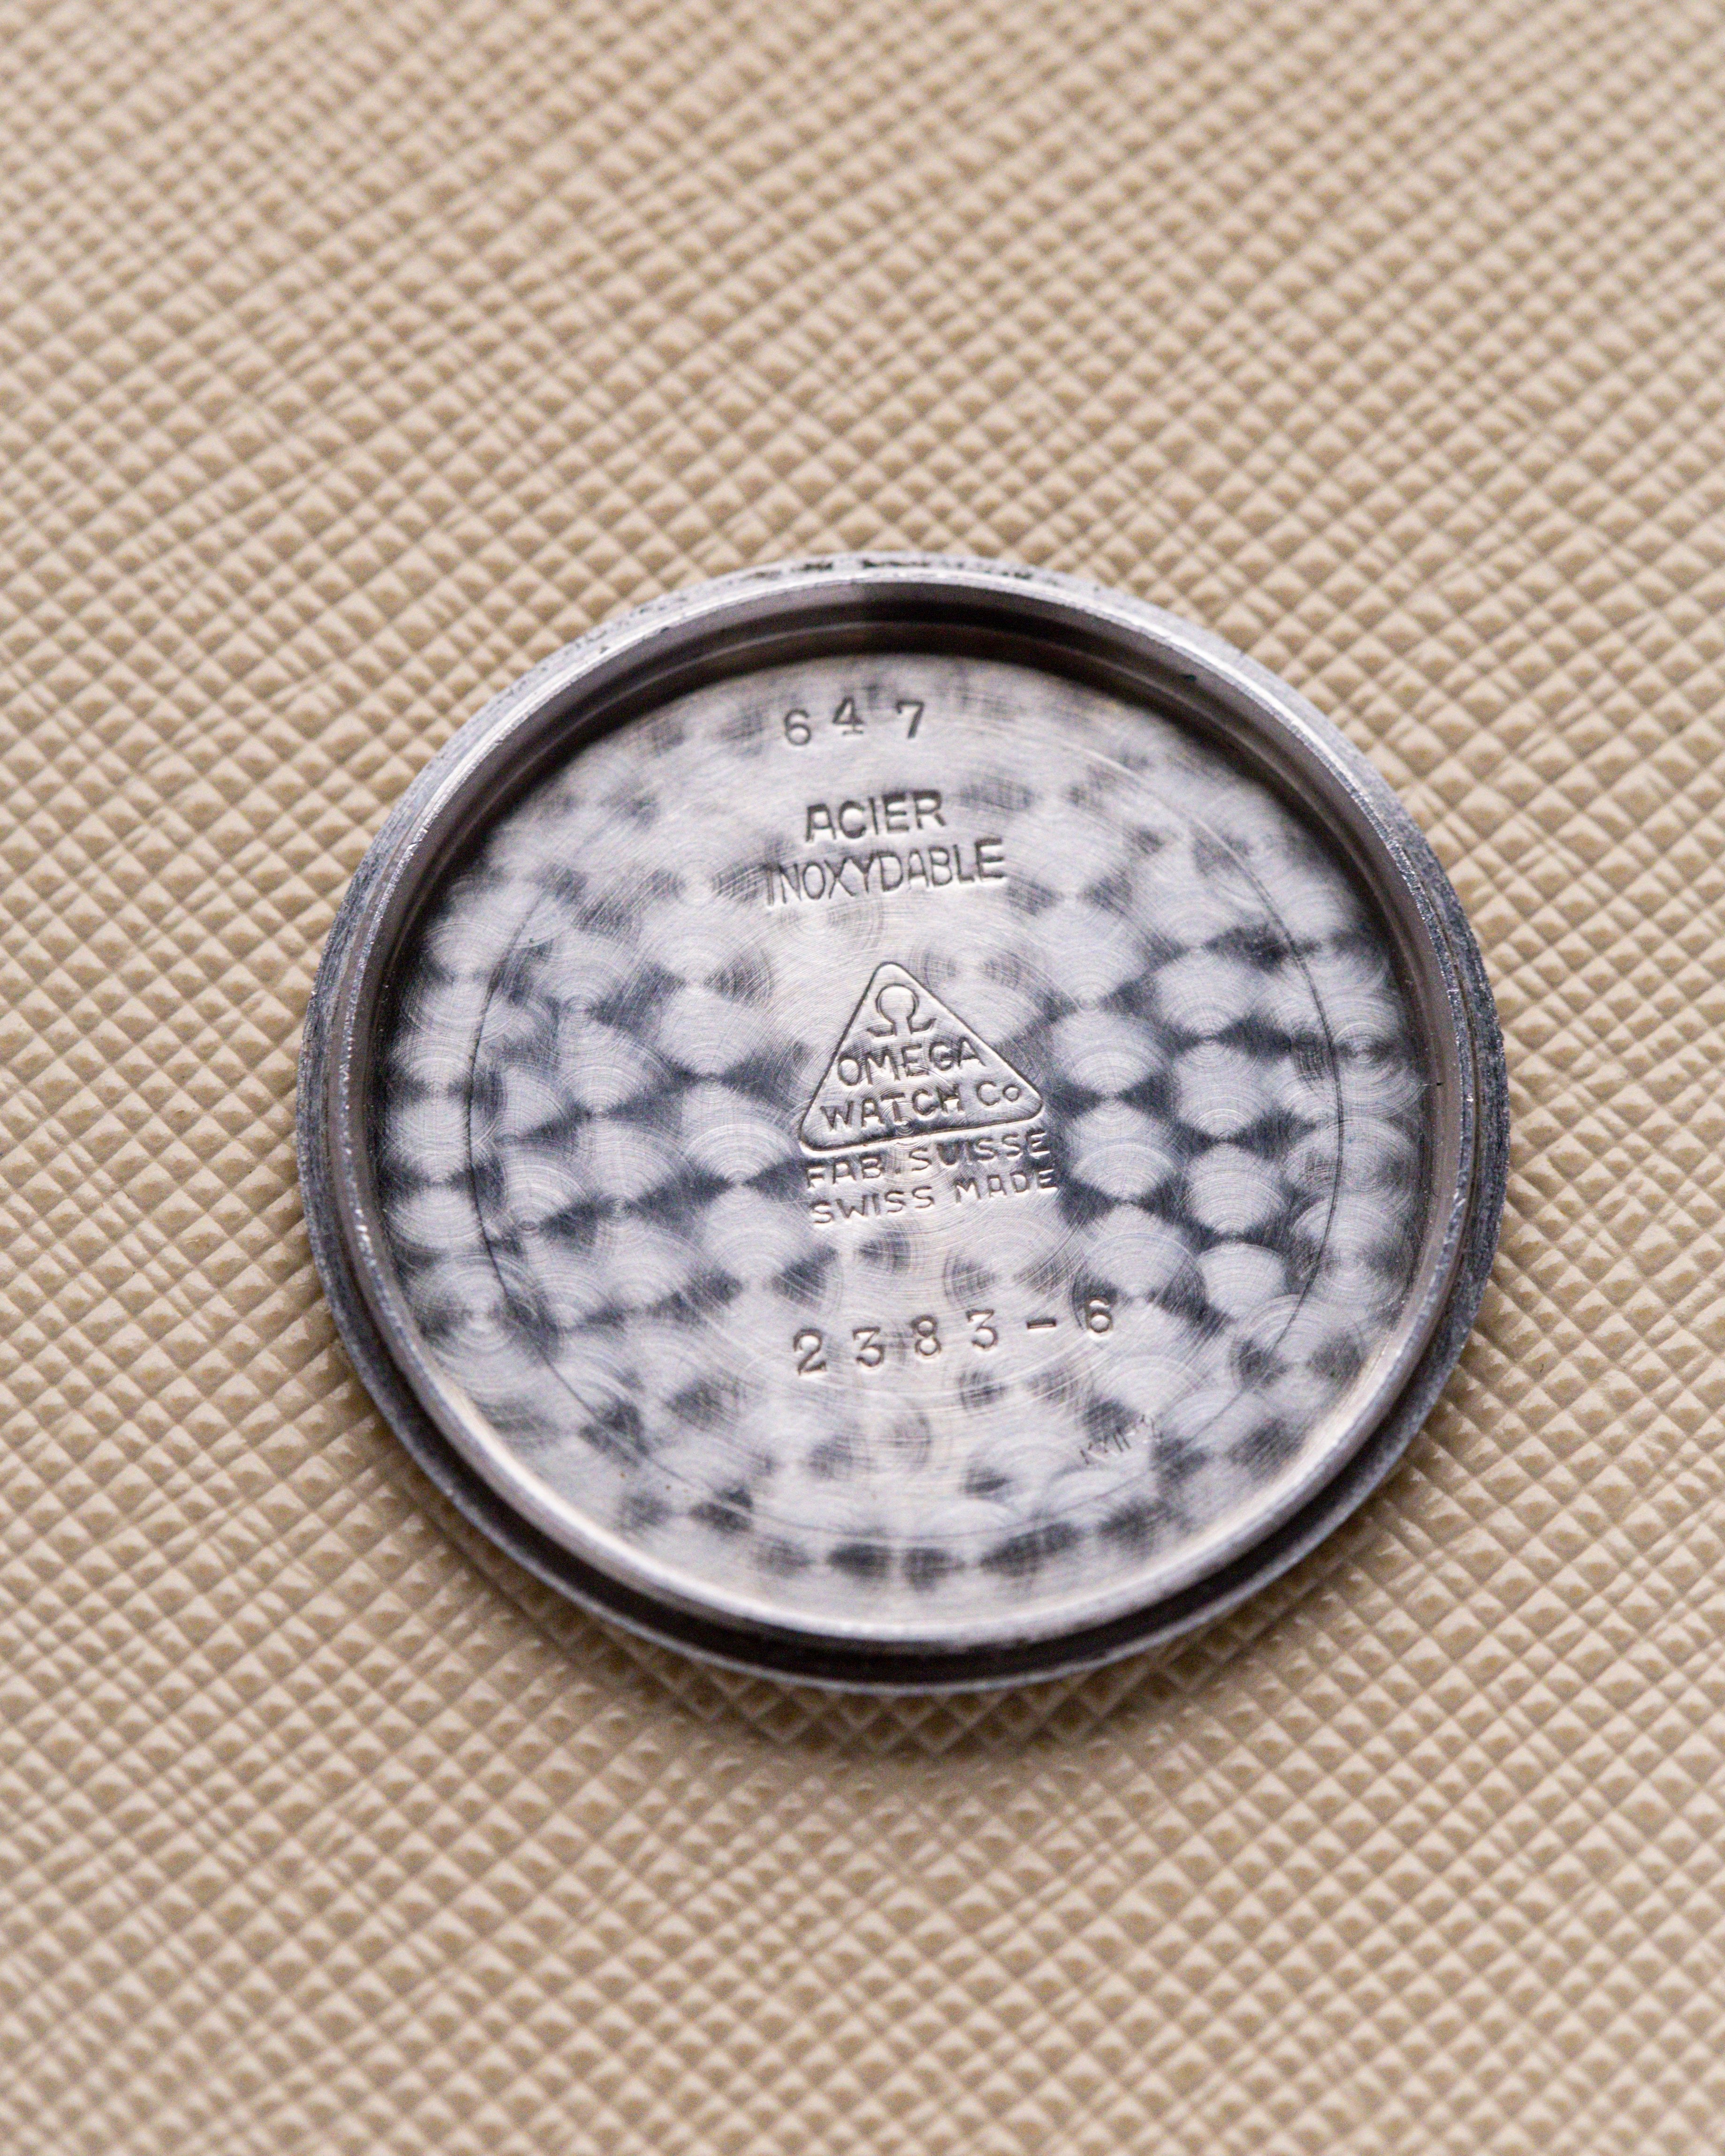 647
ACIER
INOXYDABLE
Ω
OMEGA
WATCH Co
FAB. SUISSE
SWISS MADE
2383-6